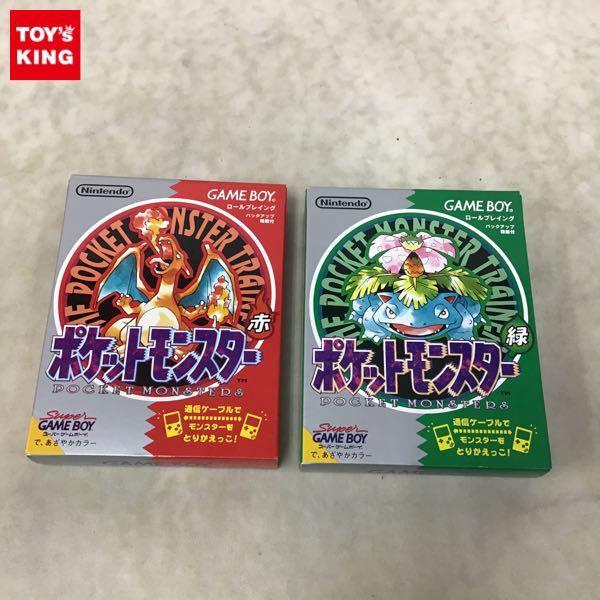 TOY's
KING
Nintendo
GAME BOY
ロールプレイング
バックアップ
機能付
THE POCKET MONSTER TRAINER
赤
ポケットモンスター
TM
POCKET MONSTERS
Super
GAME BOY
スーパーゲームボーイ
で、あざやかカラー
通信ケーブルで
モンスターを
とりかえっこ!
GAME BOY
Nintendo
GAME BOY
ロールプレイング
バックアップ
機能付
THE POCKET MONSTER TRAINER
緑
ポケットモンスター
TM
POCKET MONSTERS
Super
GAME BOY
スーパーゲームボーイ
で、あざやかカラー
通信ケーブルで
モンスターを
とりかえっこ!